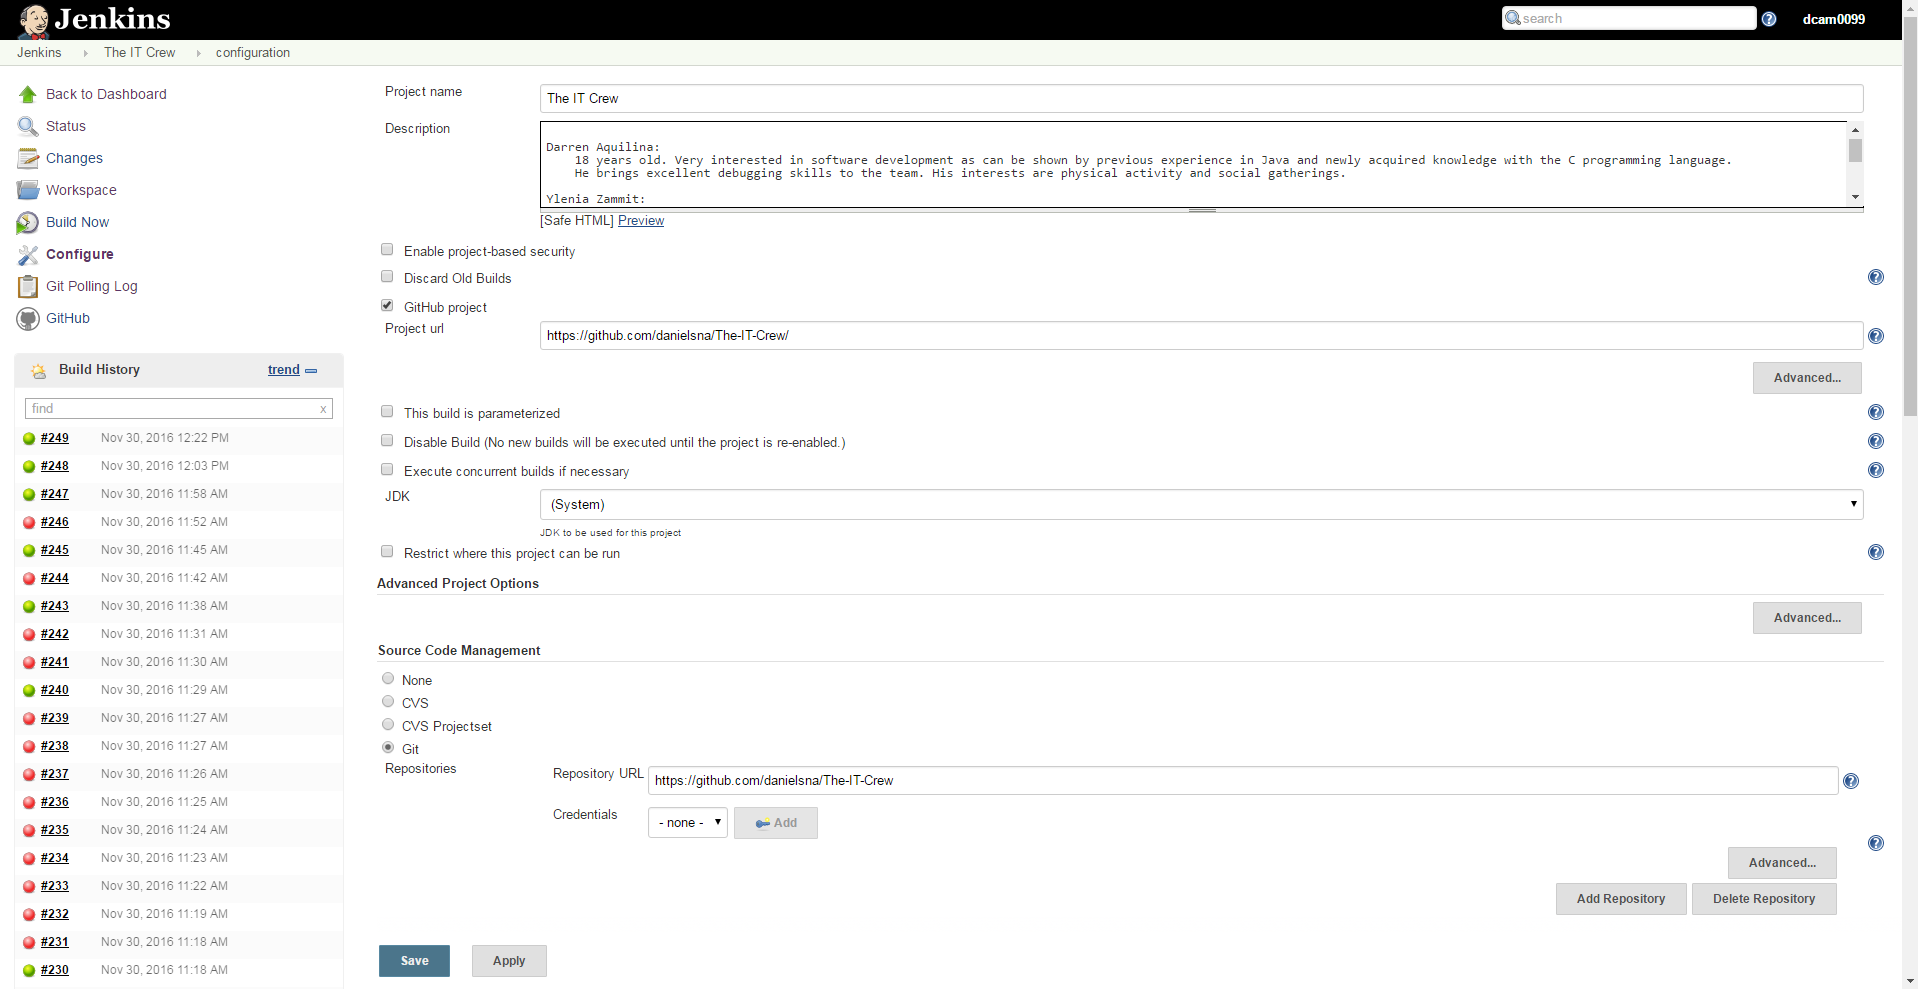 Jenkins
search
dcam0099
Jenkins The IT Crew configuration
Back to Dashboard
Status
Changes
Workspace
Build Now
Configure
Git Polling Log
GitHub
Build History trend
find x
#249 Nov 30, 2016 12:22 PM
#248 Nov 30, 2016 12:03 PM
#247 Nov 30, 2016 11:58 AM
#246 Nov 30, 2016 11:52 AM
#245 Nov 30, 2016 11:45 AM
#244 Nov 30, 2016 11:42 AM
#243 Nov 30, 2016 11:38 AM
#242 Nov 30, 2016 11:31 AM
#241 Nov 30, 2016 11:30 AM
#240 Nov 30, 2016 11:29 AM
#239 Nov 30, 2016 11:27 AM
#238 Nov 30, 2016 11:27 AM
#237 Nov 30, 2016 11:26 AM
#236 Nov 30, 2016 11:25 AM
#235 Nov 30, 2016 11:24 AM
#234 Nov 30, 2016 11:23 AM
#233 Nov 30, 2016 11:22 AM
#232 Nov 30, 2016 11:19 AM
#231 Nov 30, 2016 11:18 AM
#230 Nov 30, 2016 11:18 AM
Project name The IT Crew
Description
Darren Aquilina:
18 years old. Very interested in software development as can be shown by previous experience in Java and newly acquired knowledge with the C programming language.
He brings excellent debugging skills to the team. His interests are physical activity and social gatherings.
Ylenia Zammit:
[Safe HTML] Preview
Enable project-based security
Discard Old Builds
GitHub project
Project url https://github.com/danielsna/The-IT-Crew/
Advanced...
This build is parameterized
Disable Build (No new builds will be executed until the project is re-enabled.)
Execute concurrent builds if necessary
JDK (System)
JDK to be used for this project
Restrict where this project can be run
Advanced Project Options
Advanced...
Source Code Management
None
CVS
CVS Projectset
Git
Repositories Repository URL https://github.com/danielsna/The-IT-Crew
Credentials - none - Add
Advanced...
Add Repository Delete Repository
Save Apply